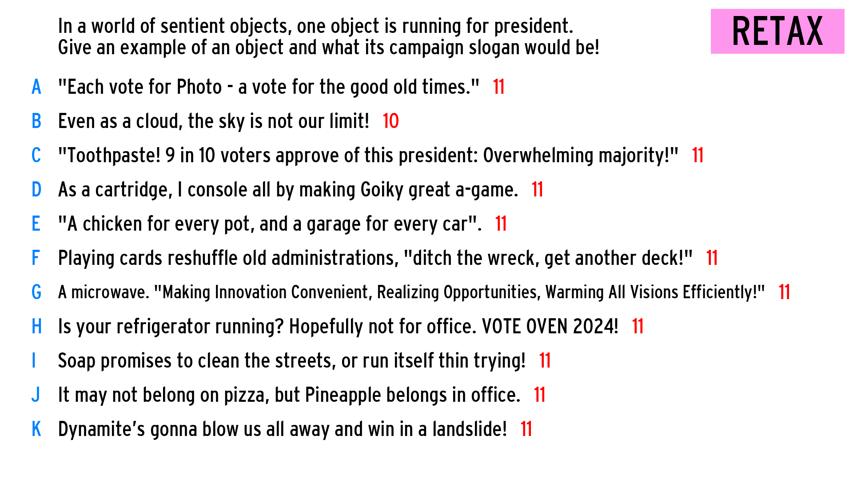 In a world of sentient objects, one object is running for president.
Give an example of an object and what its campaign slogan would be!
RETAX
A "Each vote for Photo - a vote for the good old times." 11
B Even as a cloud, the sky is not our limit! 10
C "Toothpaste! 9 in 10 voters approve of this president: Overwhelming majority!" 11
D As a cartridge, I console all by making Goiky great a-game. 11
E "A chicken for every pot, and a garage for every car". 11
F Playing cards reshuffle old administrations, "ditch the wreck, get another deck!" 11
G A microwave. "Making Innovation Convenient, Realizing Opportunities, Warming All Visions Efficiently!" 11
H Is your refrigerator running? Hopefully not for office. VOTE OVEN 2024! 11
I Soap promises to clean the streets, or run itself thin trying! 11
J It may not belong on pizza, but Pineapple belongs in office. 11
K Dynamite's gonna blow us all away and win in a landslide! 11